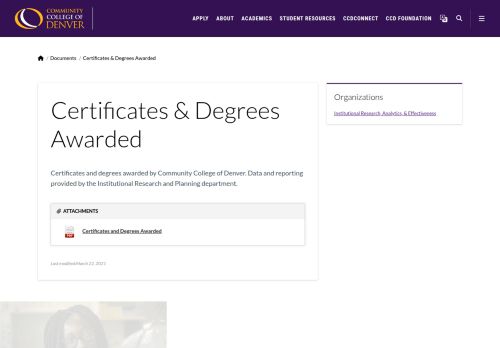 COMMUNITY
COLLEGE OF
DENVER
APPLY ABOUT ACADEMICS STUDENT RESOURCES CCDCONNECT CCD FOUNDATION
Documents / Certificates & Degrees Awarded
Certificates & Degrees
Awarded
Certificates and degrees awarded by Community College of Denver. Data and reporting
provided by the Institutional Research and Planning department.
ATTACHMENTS
Certificates and Degrees Awarded
Last modified March 22, 2021
Organizations
Institutional Research, Analytics, & Effectiveness